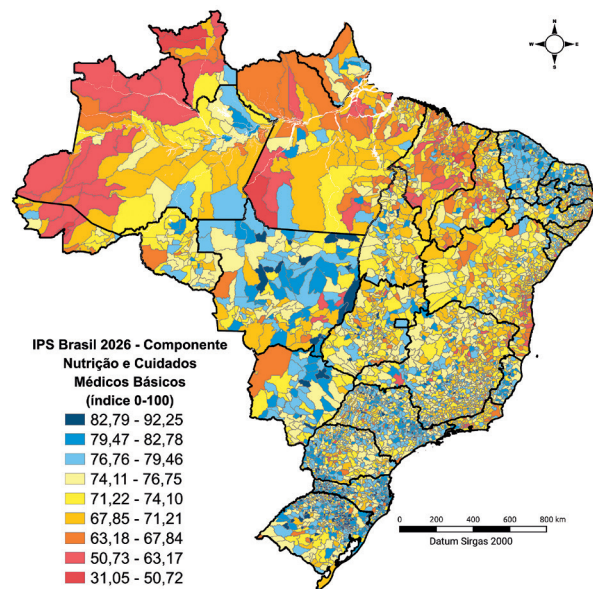 N
W
E
S
IPS Brasil 2026 - Componente
Nutrição e Cuidados
Médicos Básicos
(índice 0-100)
82,79 - 92,25
79,47 - 82,78
76,76 - 79,46
74,11 - 76,75
71,22 - 74,10
67,85 - 71,21
63,18 - 67,84
50,73 - 63,17
31,05 - 50,72
0 200 400 600 800 km
Datum Sirgas 2000